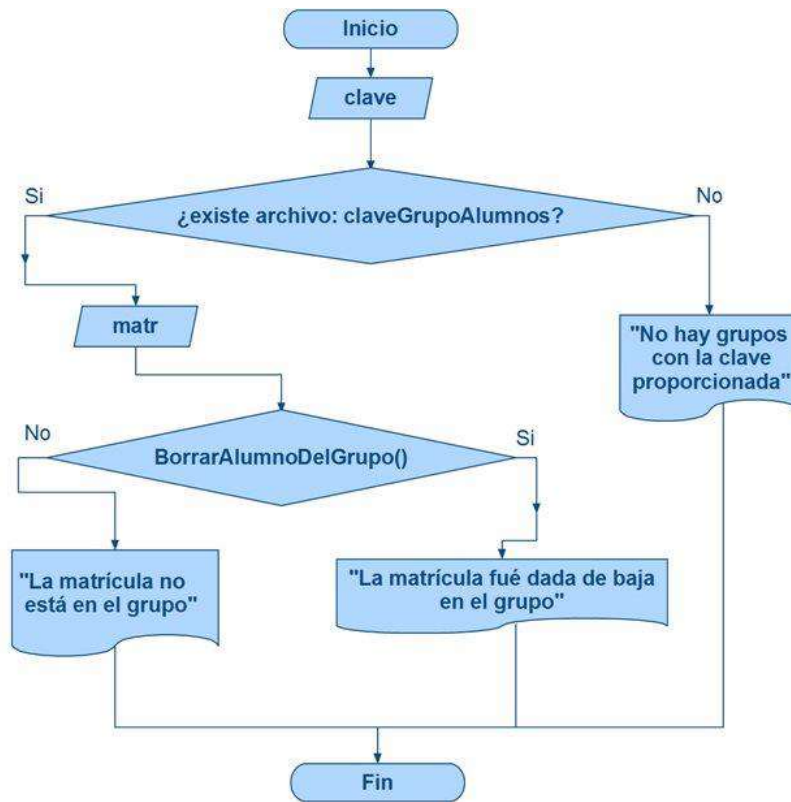 Inicio
clave
Si
No
¿existe archivo: claveGrupoAlumnos?
matr
"No hay grupos
con la clave
proporcionada"
No
Si
BorrarAlumnoDelGrupo()
"La matrícula no
está en el grupo"
"La matrícula fué dada de baja
en el grupo"
Fin